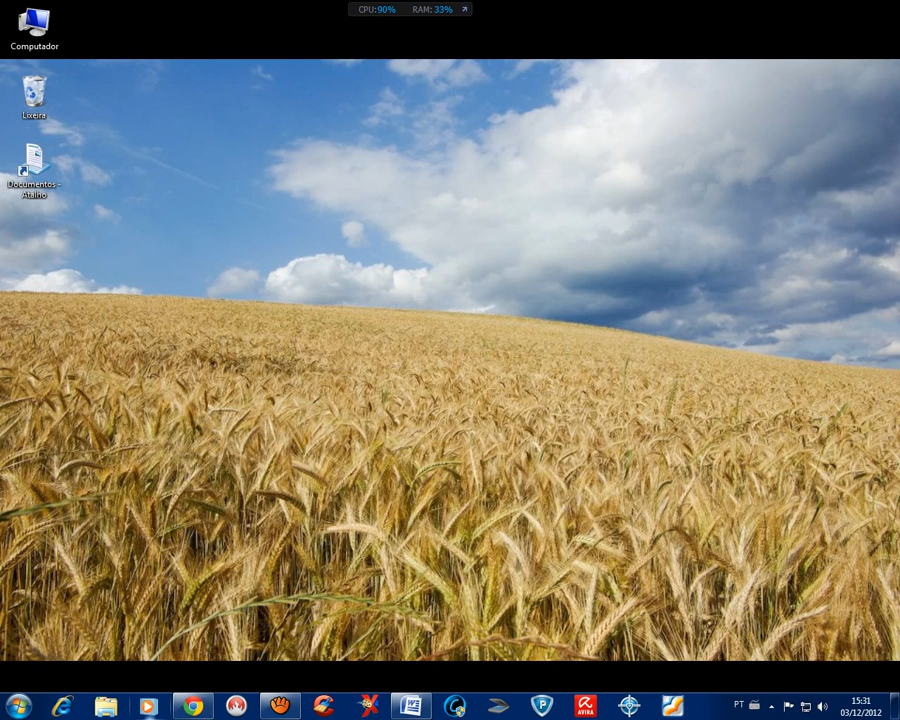 CPU:90% RAM: 33%
Computador
Lixeira
Documentos -
Atalho
W
P
AVIRA
PT
15:31
03/12/2012